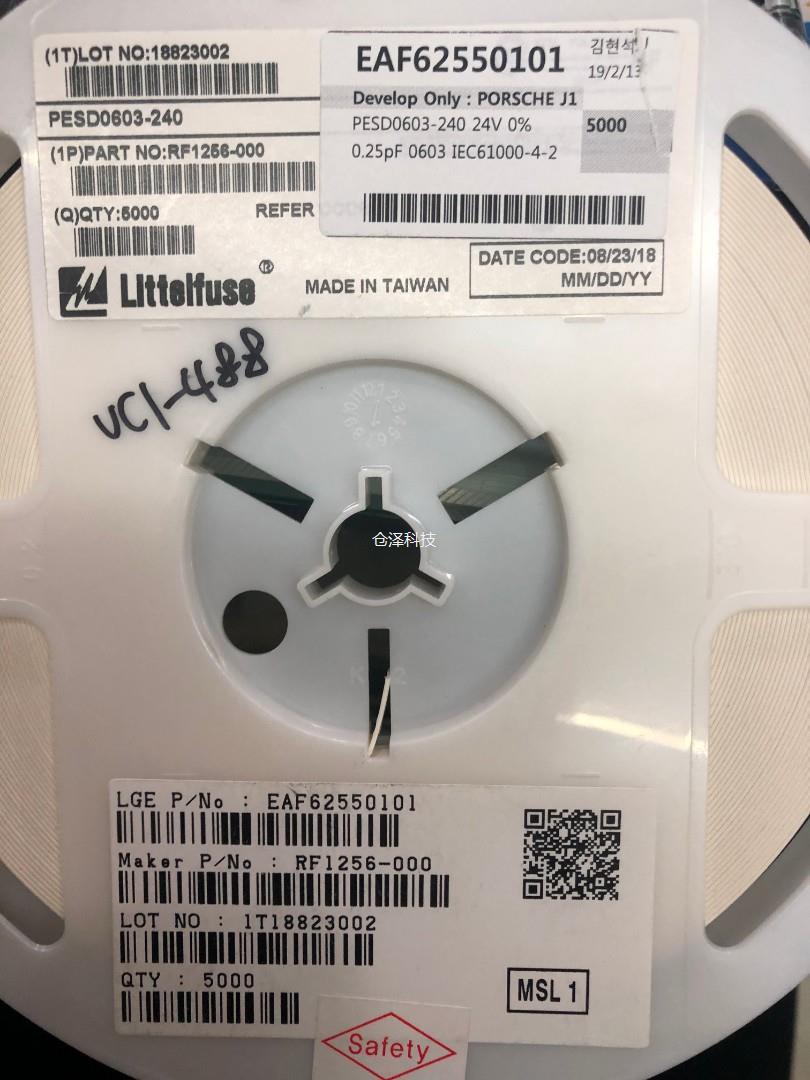 (1T)LOT NO:18823002
PESD0603-240
(1P)PART NO:RF1256-000
(Q)QTY:5000
REFER
Littelfuse®
MADE IN TAIWAN
DATE CODE:08/23/18
MM/DD/YY
EAF62550101
김현석
19/2/13
Develop Only : PORSCHE J1
PESD0603-240 24V 0%
5000
0.25pF 0603 IEC61000-4-2
VC1-488
仓泽科技
LGE P/No : EAF62550101
Maker P/No : RF1256-000
LOT NO : 1T18823002
QTY : 5000
MSL 1
Safety